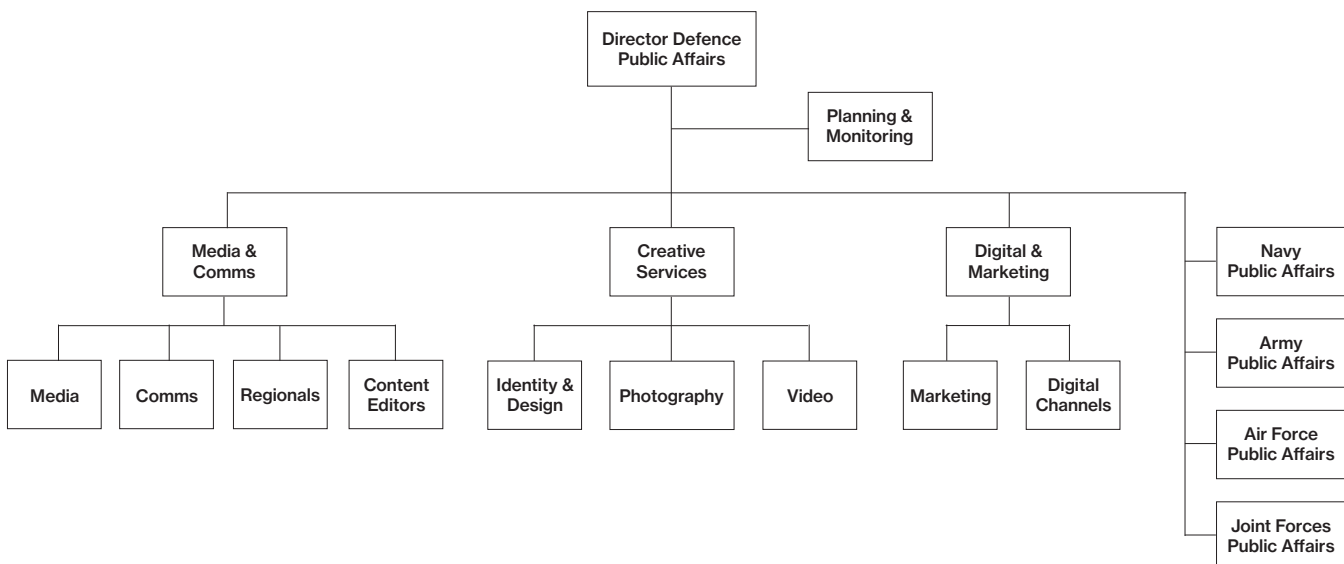 Director Defence
Public Affairs
Planning &
Monitoring
Media &
Comms
Creative
Services
Digital &
Marketing
Navy
Public Affairs
Army
Public Affairs
Air Force
Public Affairs
Joint Forces
Public Affairs
Media
Comms
Regionals
Content
Editors
Identity &
Design
Photography
Video
Marketing
Digital
Channels